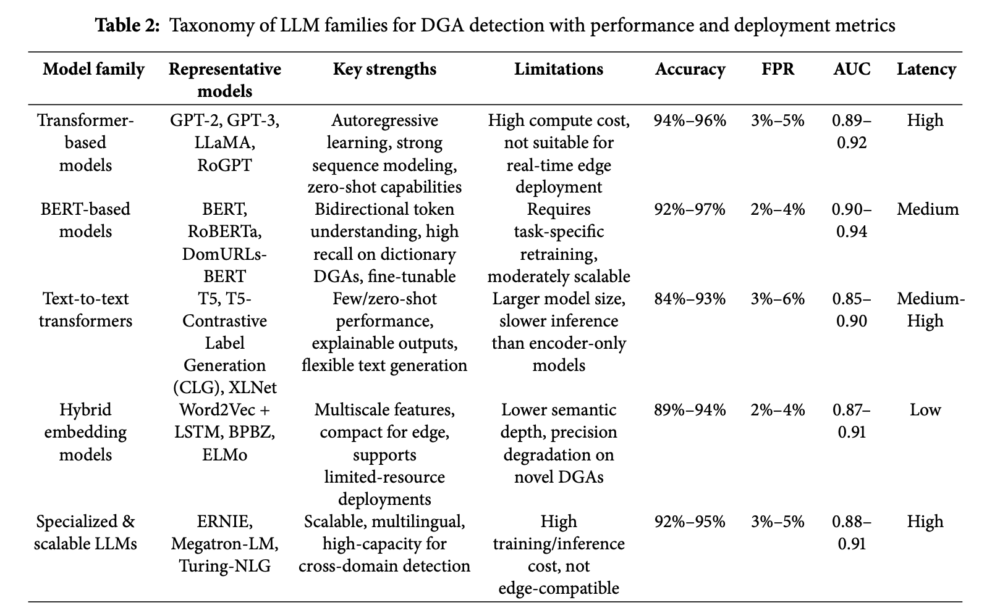 Table 2: Taxonomy of LLM families for DGA detection with performance and deployment metrics
Model family Representative Key strengths Limitations Accuracy FPR AUC Latency
models
Transformer- GPT-2, GPT-3, Autoregressive High compute cost, 94%–96% 3%–5% 0.89– High
based LLaMA, learning, strong not suitable for 0.92
models RoGPT sequence modeling, real-time edge
zero-shot capabilities deployment
BERT-based BERT, Bidirectional token Requires 92%–97% 2%–4% 0.90– Medium
models RoBERTa, understanding, high task-specific 0.94
DomURLs- recall on dictionary retraining,
BERT DGAs, fine-tunable moderately scalable
Text-to-text T5, T5- Few/zero-shot Larger model size, 84%–93% 3%–6% 0.85– Medium-
transformers Contrastive performance, slower inference 0.90 High
Label explainable outputs, than encoder-only
Generation flexible text generation models
(CLG), XLNet
Hybrid Word2Vec + Multiscale features, Lower semantic 89%–94% 2%–4% 0.87– Low
embedding LSTM, BPBZ, compact for edge, depth, precision 0.91
models ELMo supports degradation on
limited-resource novel DGAs
deployments
Specialized & ERNIE, Scalable, multilingual, High 92%–95% 3%–5% 0.88– High
scalable LLMs Megatron-LM, high-capacity for training/inference 0.91
Turing-NLG cross-domain detection cost, not
edge-compatible